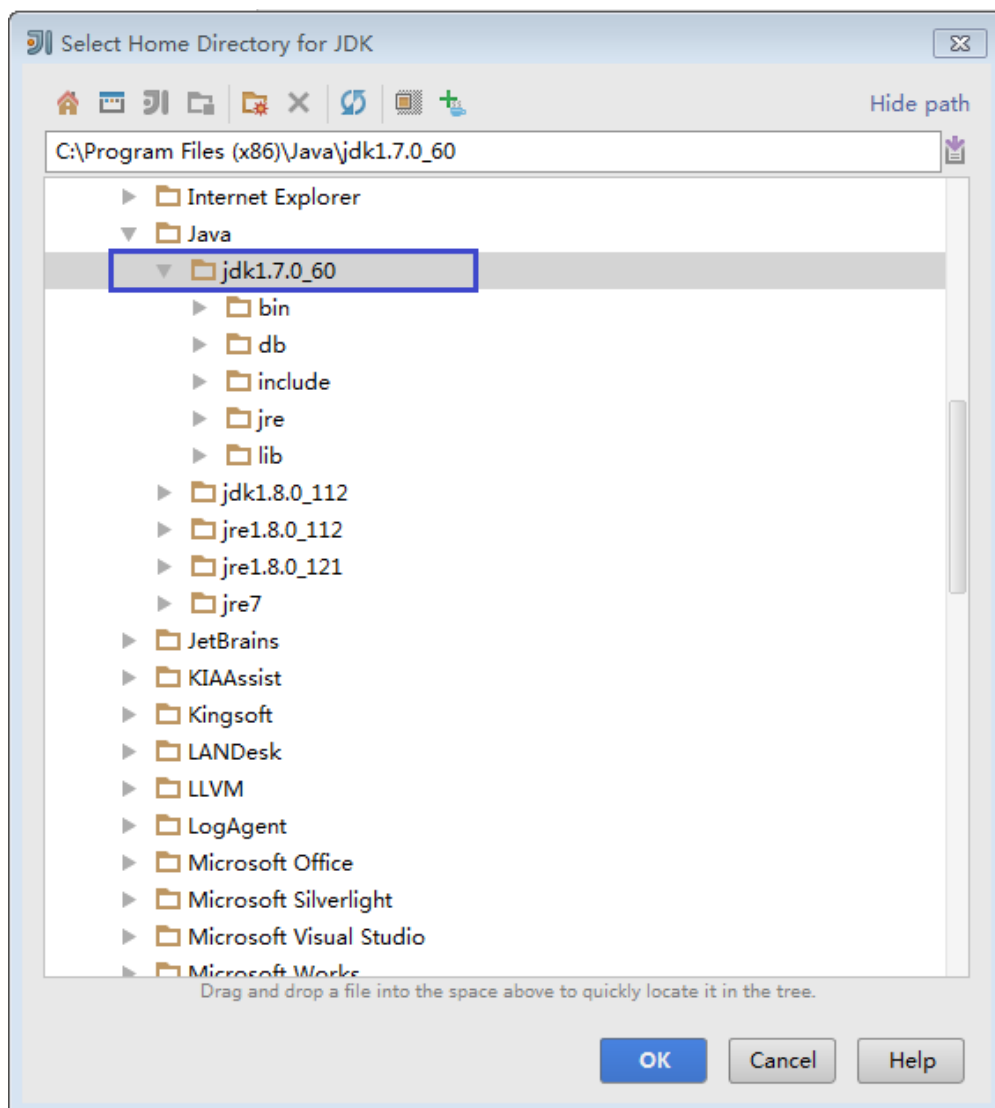 Select Home Directory for JDK
Hide path
C:\Program Files (x86)\Java\jdk1.7.0_60
Internet Explorer
Java
jdk1.7.0_60
bin
db
include
jre
lib
jdk1.8.0_112
jre1.8.0_112
jre1.8.0_121
jre7
JetBrains
KIAAssist
Kingsoft
LANDesk
LLVM
LogAgent
Microsoft Office
Microsoft Silverlight
Microsoft Visual Studio
Microsoft Works
Drag and drop a file into the space above to quickly locate it in the tree.
OK Cancel Help